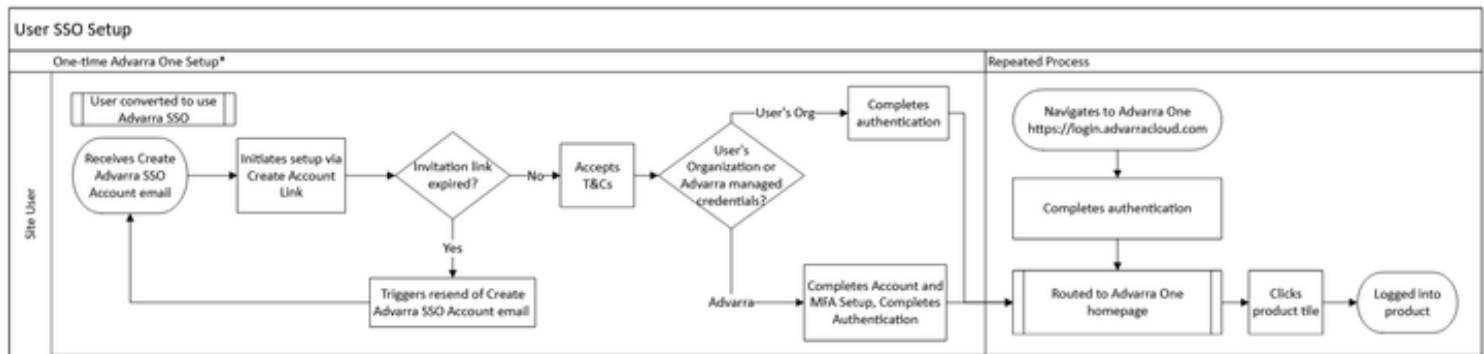 User SSO Setup
One-time Advarra One Setup*
Repeated Process
Site User
User converted to use
Advarra SSO
Receives Create
Advarra SSO
Account email
Initiates setup via
Create Account
Link
Invitation link
expired?
No
Yes
Triggers resend of Create
Advarra SSO Account email
Accepts
T&Cs
User's
Organization or
Advarra managed
credentials?
User's Org
Completes
authentication
Advarra
Completes Account and
MFA Setup, Completes
Authentication
Navigates to Advarra One
https://login.advarracloud.com
Completes authentication
Routed to Advarra One
homepage
Clicks
product tile
Logged into
product